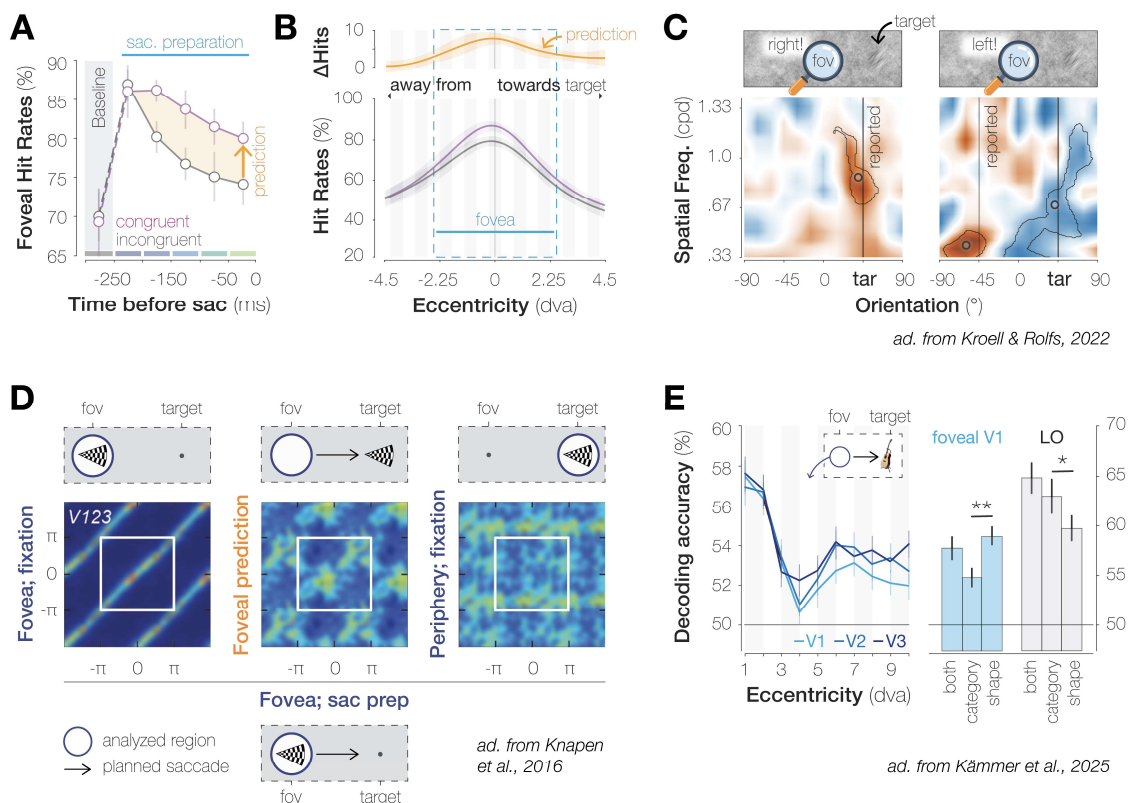 A
sac. preparation
Foveal Hit Rates (%)
90
85
80
75
70
65
Baseline
prediction
congruent
incongruent
-250
-150
-50
0
Time before sac (ms)
B
ΔHits
10
0
prediction
away from
towards target
Hit Rates (%)
100
80
60
40
20
fovea
-4.5
-2.25
0
2.25
4.5
Eccentricity (dva)
C
target
right!
fov
left!
fov
Spatial Freq. (cpd)
1.33
1.0
.67
.33
reported
reported
-90
-45
0
tar
90
-90
-45
0
tar
90
Orientation (°)
ad. from Kroell & Rolfs, 2022
D
fov
target
fov
target
fov
target
Fovea; fixation
V123
π
0
-π
Foveal prediction
Periphery; fixation
-π
0
π
-π
0
π
-π
0
π
Fovea; sac prep
analyzed region
planned saccade
fov
target
ad. from Knapen
et al., 2016
E
Decoding accuracy (%)
60
58
56
54
52
50
fov
target
V1
V2
V3
1
3
5
7
9
Eccentricity (dva)
foveal V1
LO
**
*
70
65
60
55
50
both
category
shape
both
category
shape
ad. from Kämmer et al., 2025